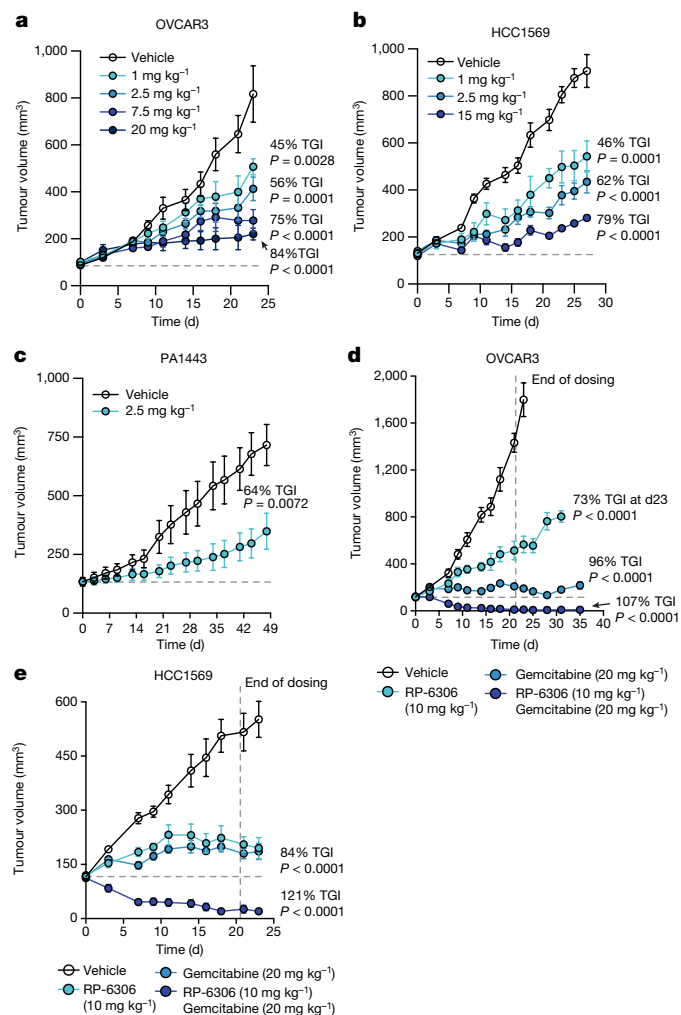 a
OVCAR3
1,000
800
600
400
200
0
Tumour volume (mm³)
Vehicle
1 mg kg⁻¹
2.5 mg kg⁻¹
7.5 mg kg⁻¹
20 mg kg⁻¹
45% TGI
P = 0.0028
56% TGI
P = 0.0001
75% TGI
P < 0.0001
84%TGI
P < 0.0001
0 5 10 15 20 25
Time (d)
b
HCC1569
1,000
800
600
400
200
0
Tumour volume (mm³)
Vehicle
1 mg kg⁻¹
2.5 mg kg⁻¹
15 mg kg⁻¹
46% TGI
P = 0.0001
62% TGI
P < 0.0001
79% TGI
P < 0.0001
0 5 10 15 20 25 30
Time (d)
c
PA1443
1,000
750
500
250
0
Tumour volume (mm³)
Vehicle
2.5 mg kg⁻¹
64% TGI
P = 0.0072
0 7 14 21 28 35 42 49
Time (d)
d
OVCAR3
2,000
1,600
1,200
800
400
0
Tumour volume (mm³)
End of dosing
73% TGI at d23
P < 0.0001
96% TGI
P < 0.0001
107% TGI
P < 0.0001
0 5 10 15 20 25 30 35 40
Time (d)
Vehicle
RP-6306
(10 mg kg⁻¹)
Gemcitabine (20 mg kg⁻¹)
RP-6306 (10 mg kg⁻¹)
Gemcitabine (20 mg kg⁻¹)
e
HCC1569
600
450
300
150
0
Tumour volume (mm³)
End of dosing
84% TGI
P < 0.0001
121% TGI
P < 0.0001
0 5 10 15 20 25
Time (d)
Vehicle
RP-6306
(10 mg kg⁻¹)
Gemcitabine (20 mg kg⁻¹)
RP-6306 (10 mg kg⁻¹)
Gemcitabine (20 mg kg⁻¹)